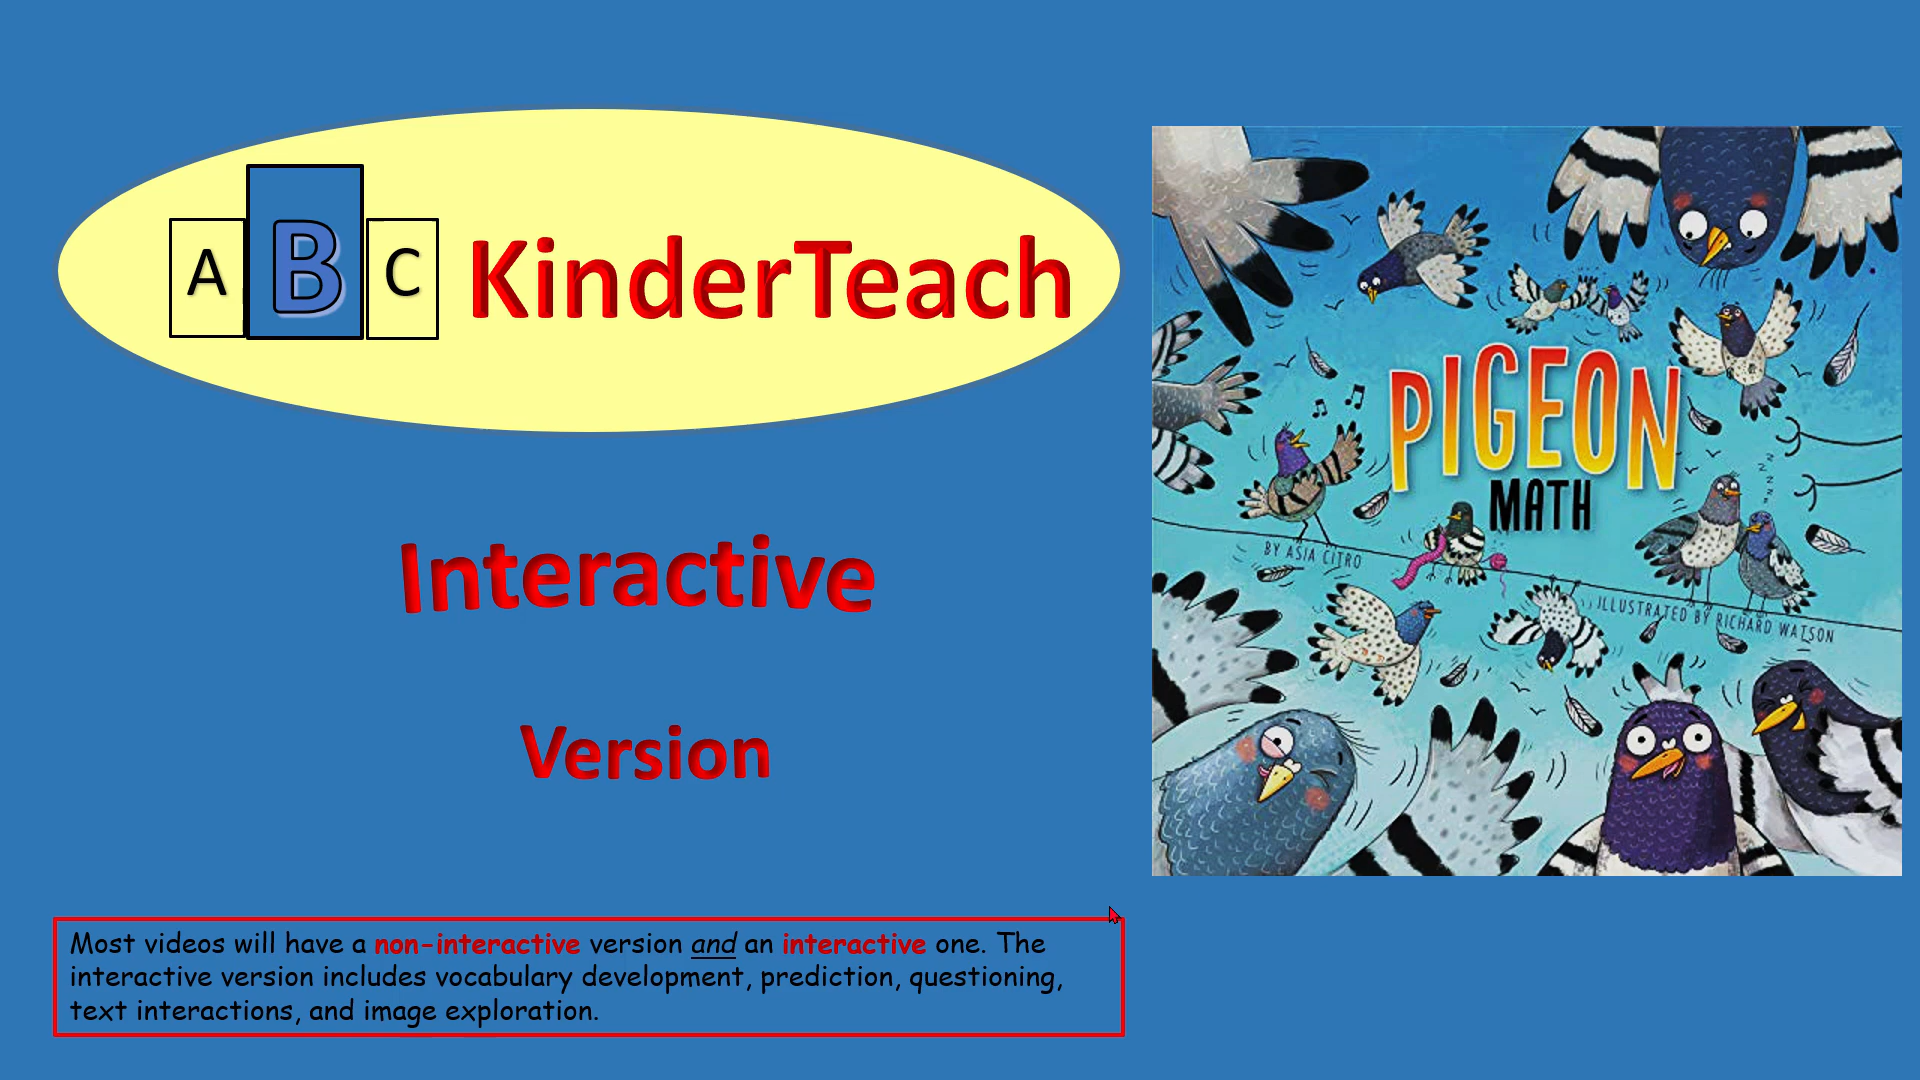 A B C KinderTeach
Interactive
Version
Most videos will have a non-interactive version and an interactive one. The
interactive version includes vocabulary development, prediction, questioning,
text interactions, and image exploration.
PIGEON
MATH
BY ASIA CITRO
ILLUSTRATED BY RICHARD WATSON
ZZZZZ